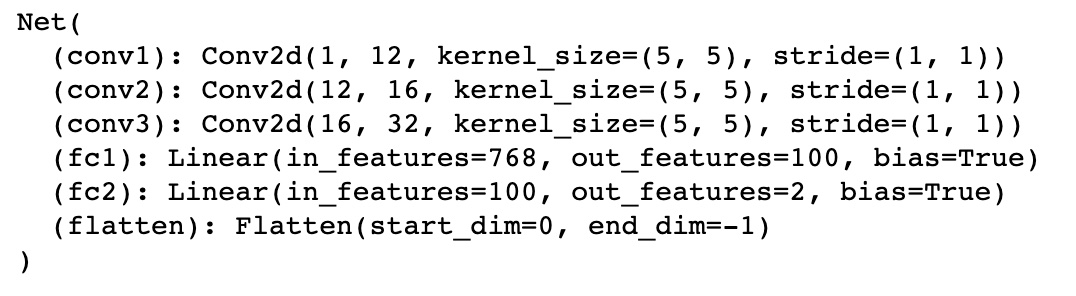 Net(
  (conv1): Conv2d(1, 12, kernel_size=(5, 5), stride=(1, 1))
  (conv2): Conv2d(12, 16, kernel_size=(5, 5), stride=(1, 1))
  (conv3): Conv2d(16, 32, kernel_size=(5, 5), stride=(1, 1))
  (fc1): Linear(in_features=768, out_features=100, bias=True)
  (fc2): Linear(in_features=100, out_features=2, bias=True)
  (flatten): Flatten(start_dim=0, end_dim=-1)
)